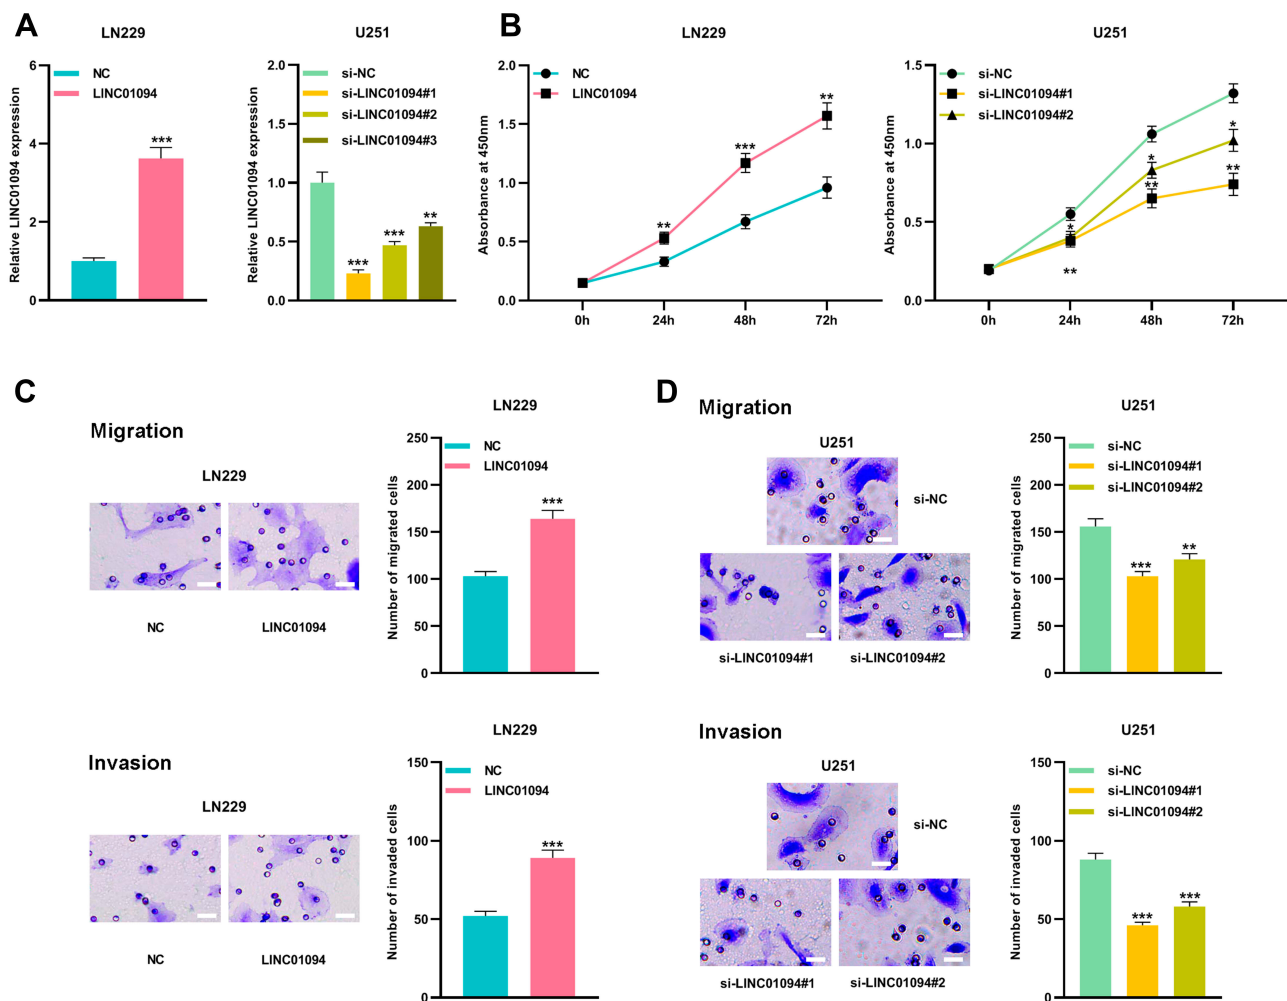 A
LN229
NC
LINC01094
Relative LINC01094 expression
6
4
2
0
***
U251
si-NC
si-LINC01094#1
si-LINC01094#2
si-LINC01094#3
Relative LINC01094 expression
2.0
1.5
1.0
0.5
0.0
***
***
**
B
LN229
NC
LINC01094
Absorbance at 450nm
2.0
1.5
1.0
0.5
0.0
**
***
**
0h
24h
48h
72h
U251
si-NC
si-LINC01094#1
si-LINC01094#2
Absorbance at 450nm
1.5
1.0
0.5
0.0
*
**
*
**
*
**
0h
24h
48h
72h
C
Migration
LN229
NC
LINC01094
LN229
NC
LINC01094
Number of migrated cells
250
200
150
100
50
0
***
Invasion
LN229
NC
LINC01094
LN229
NC
LINC01094
Number of invaded cells
150
100
50
0
***
D
Migration
U251
si-NC
si-LINC01094#1
si-LINC01094#2
U251
si-NC
si-LINC01094#1
si-LINC01094#2
Number of migrated cells
250
200
150
100
50
0
***
**
Invasion
U251
si-NC
si-LINC01094#1
si-LINC01094#2
U251
si-NC
si-LINC01094#1
si-LINC01094#2
Number of invaded cells
150
100
50
0
***
***